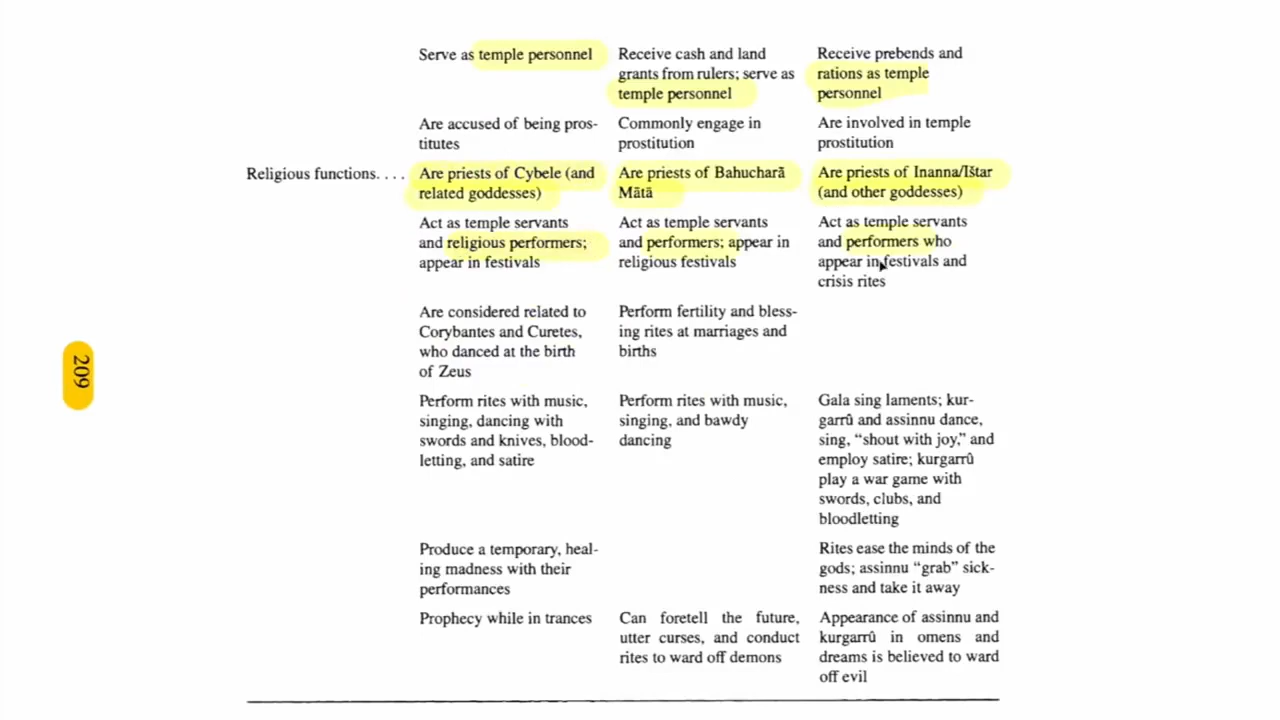 Serve as temple personnel
Receive cash and land
grants from rulers; serve as
temple personnel
Receive prebends and
rations as temple
personnel
Are accused of being pros-
titutes
Commonly engage in
prostitution
Are involved in temple
prostitution
Religious functions. . . .
Are priests of Cybele (and
related goddesses)
Are priests of Bahucharā
Mātā
Are priests of Inanna/Ištar
(and other goddesses)
Act as temple servants
and religious performers;
appear in festivals
Act as temple servants
and performers; appear in
religious festivals
Act as temple servants
and performers who
appear in festivals and
crisis rites
Are considered related to
Corybantes and Curetes,
who danced at the birth
of Zeus
Perform fertility and bless-
ing rites at marriages and
births
209
Perform rites with music,
singing, dancing with
swords and knives, blood-
letting, and satire
Perform rites with music,
singing, and bawdy
dancing
Gala sing laments; kur-
garrû and assinnu dance,
sing, “shout with joy,” and
employ satire; kurgarrû
play a war game with
swords, clubs, and
bloodletting
Produce a temporary, heal-
ing madness with their
performances
Rites ease the minds of the
gods; assinnu “grab” sick-
ness and take it away
Prophecy while in trances
Can foretell the future,
utter curses, and conduct
rites to ward off demons
Appearance of assinnu and
kurgarrû in omens and
dreams is believed to ward
off evil